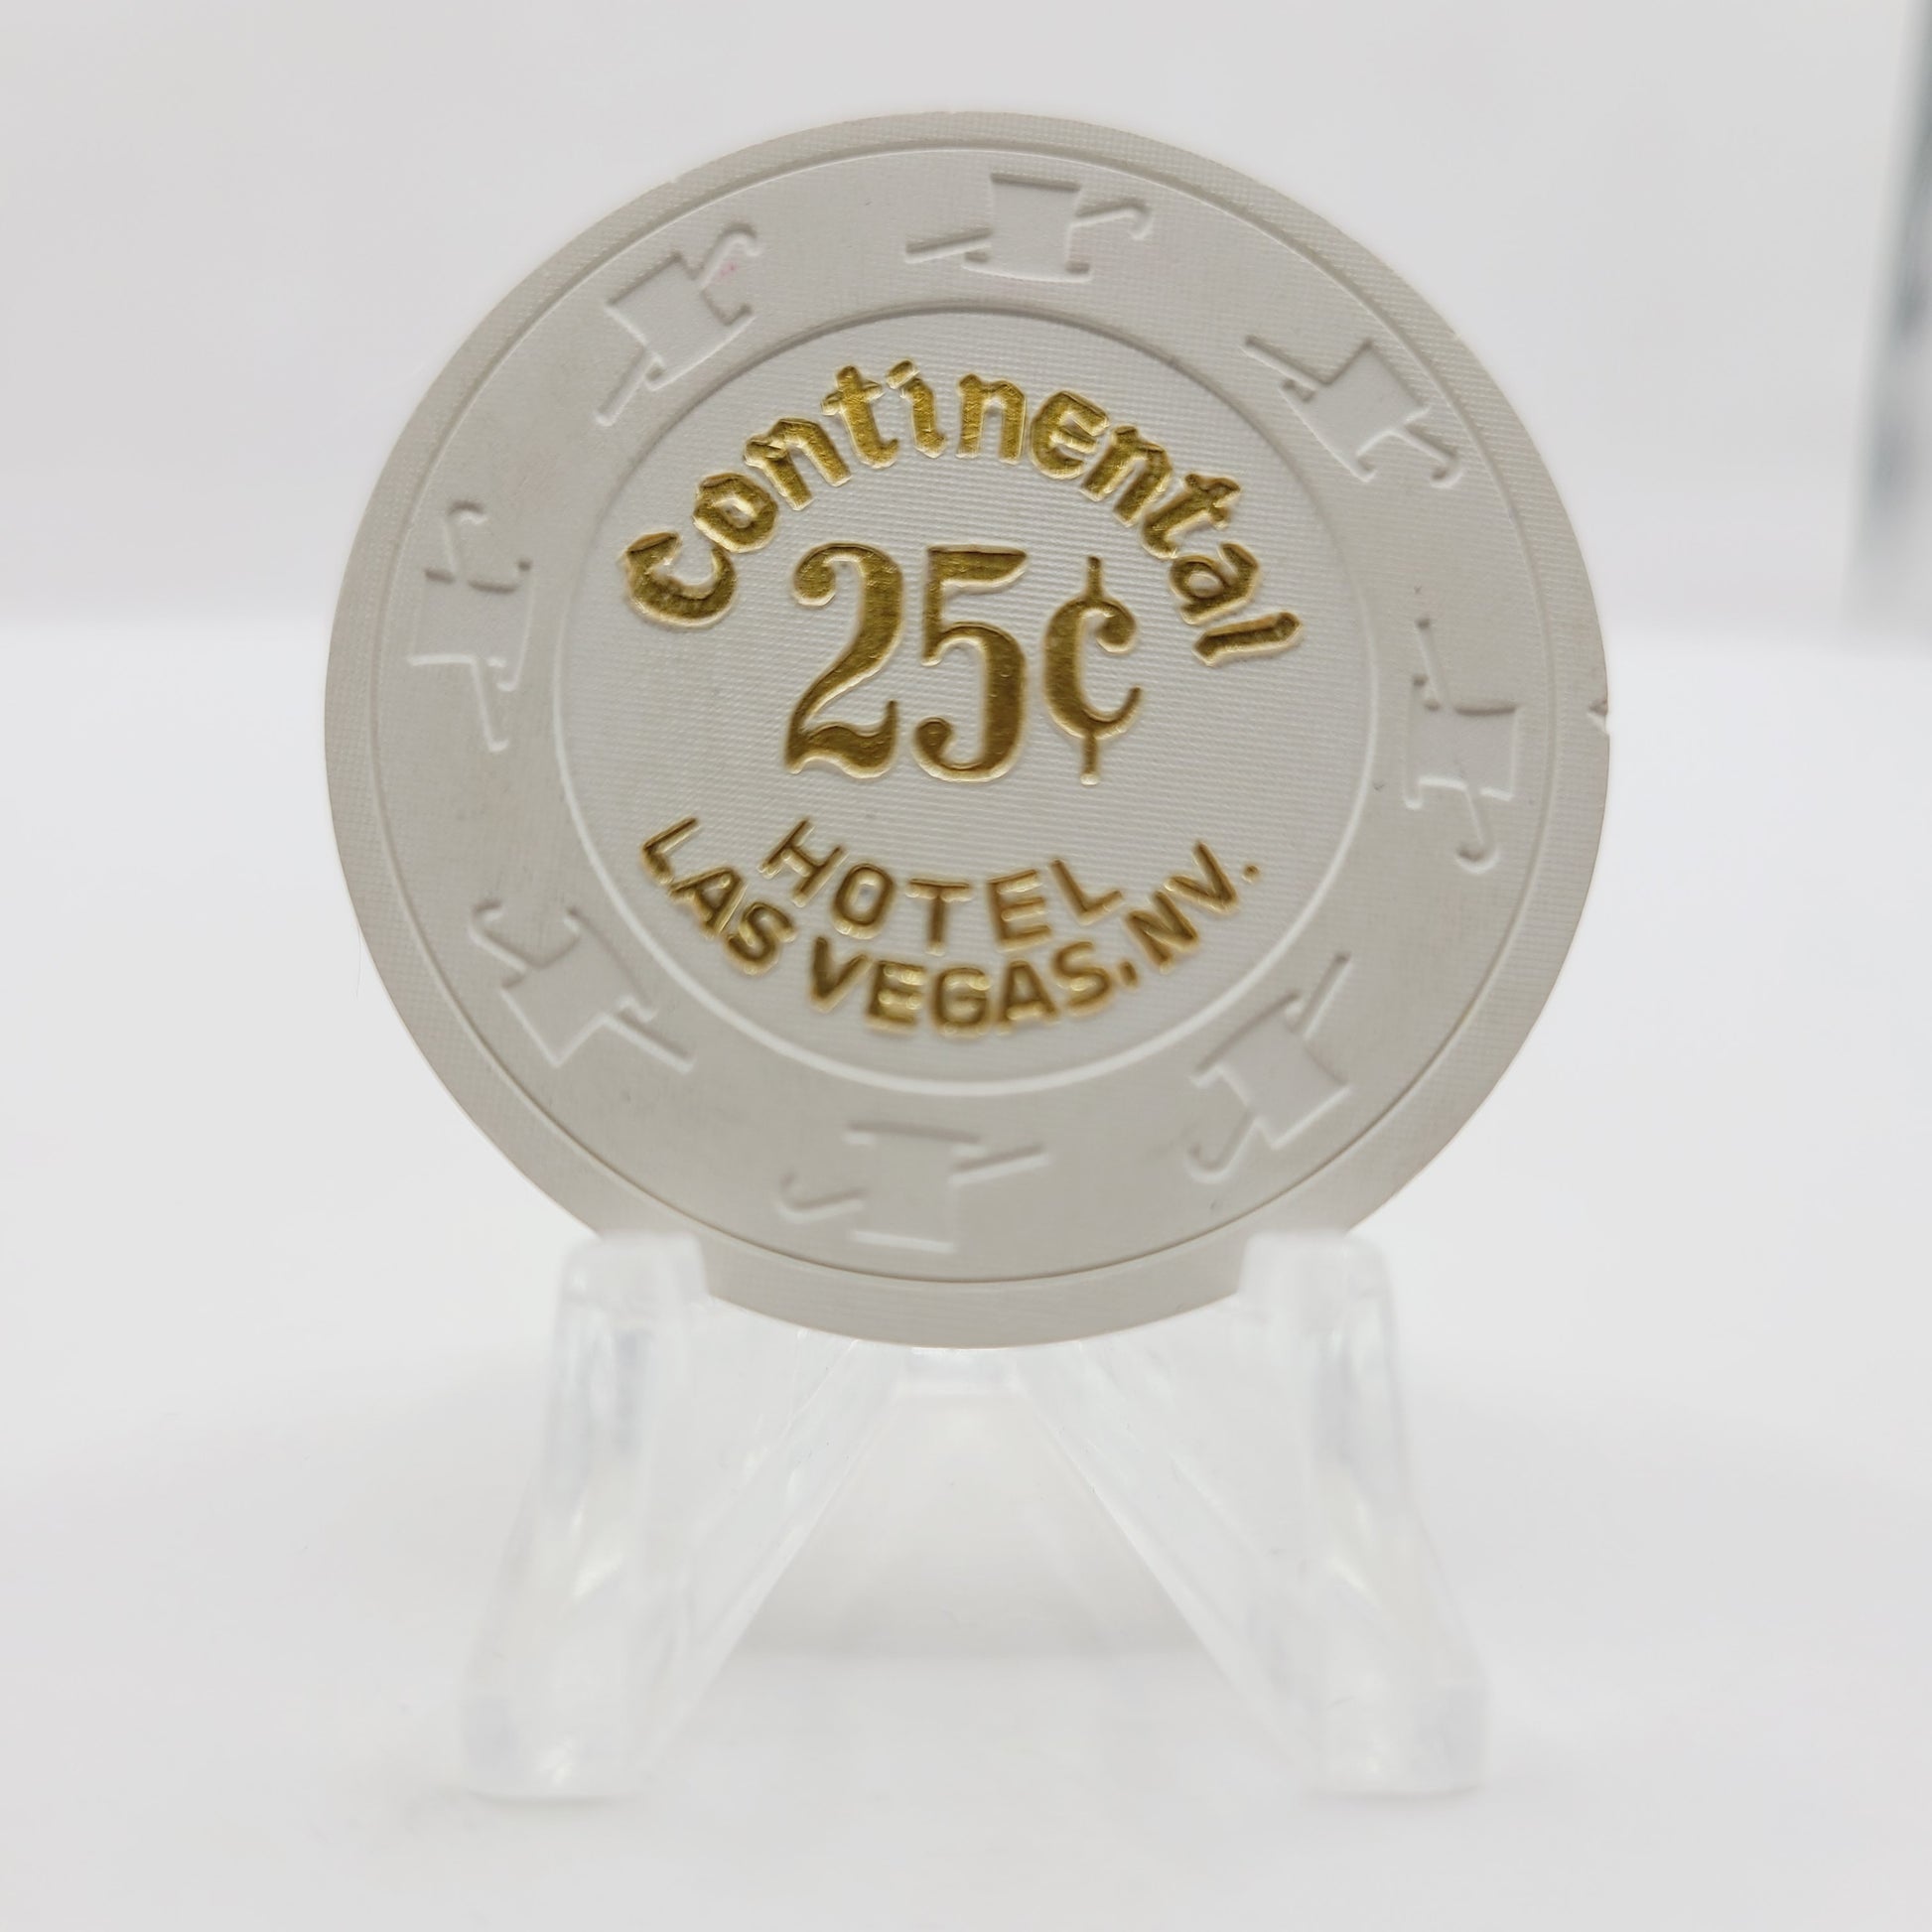 Continental
25¢
HOTEL
LAS VEGAS, NV.